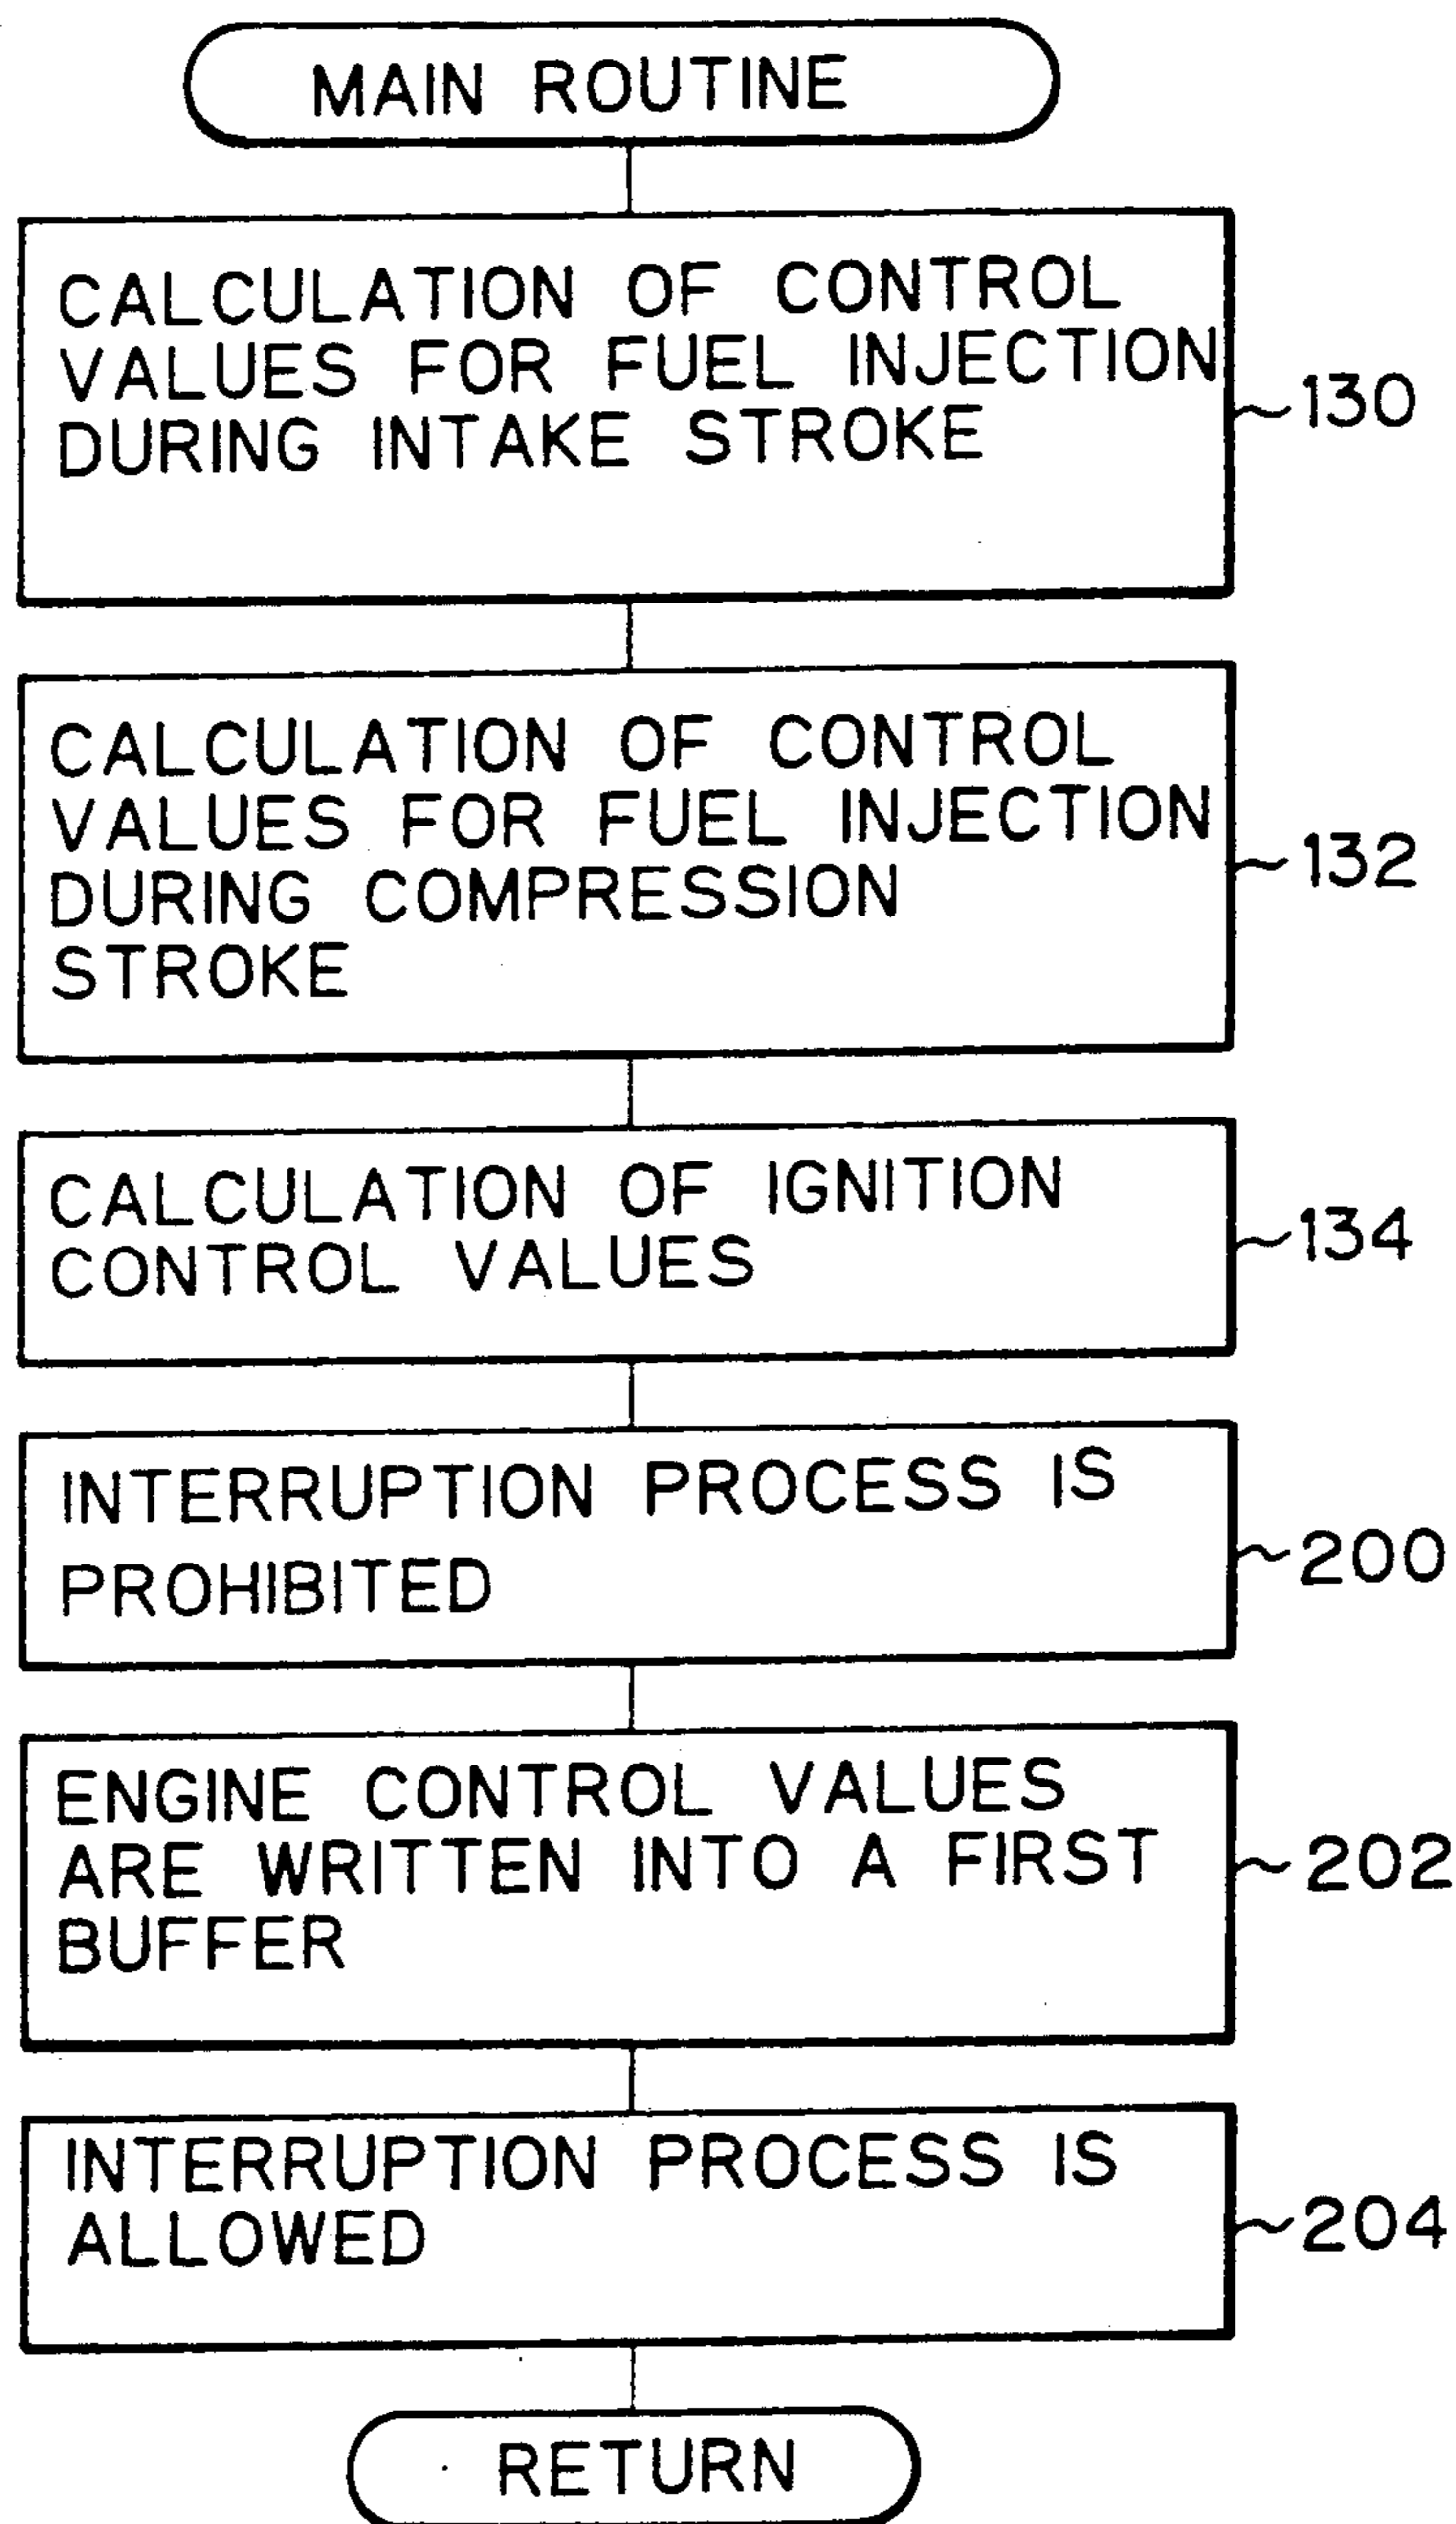 MAIN ROUTINE
CALCULATION OF CONTROL
VALUES FOR FUEL INJECTION
DURING INTAKE STROKE
130
CALCULATION OF CONTROL
VALUES FOR FUEL INJECTION
DURING COMPRESSION
STROKE
132
CALCULATION OF IGNITION
CONTROL VALUES
134
INTERRUPTION PROCESS IS
PROHIBITED
200
ENGINE CONTROL VALUES
ARE WRITTEN INTO A FIRST
BUFFER
202
INTERRUPTION PROCESS IS
ALLOWED
204
RETURN